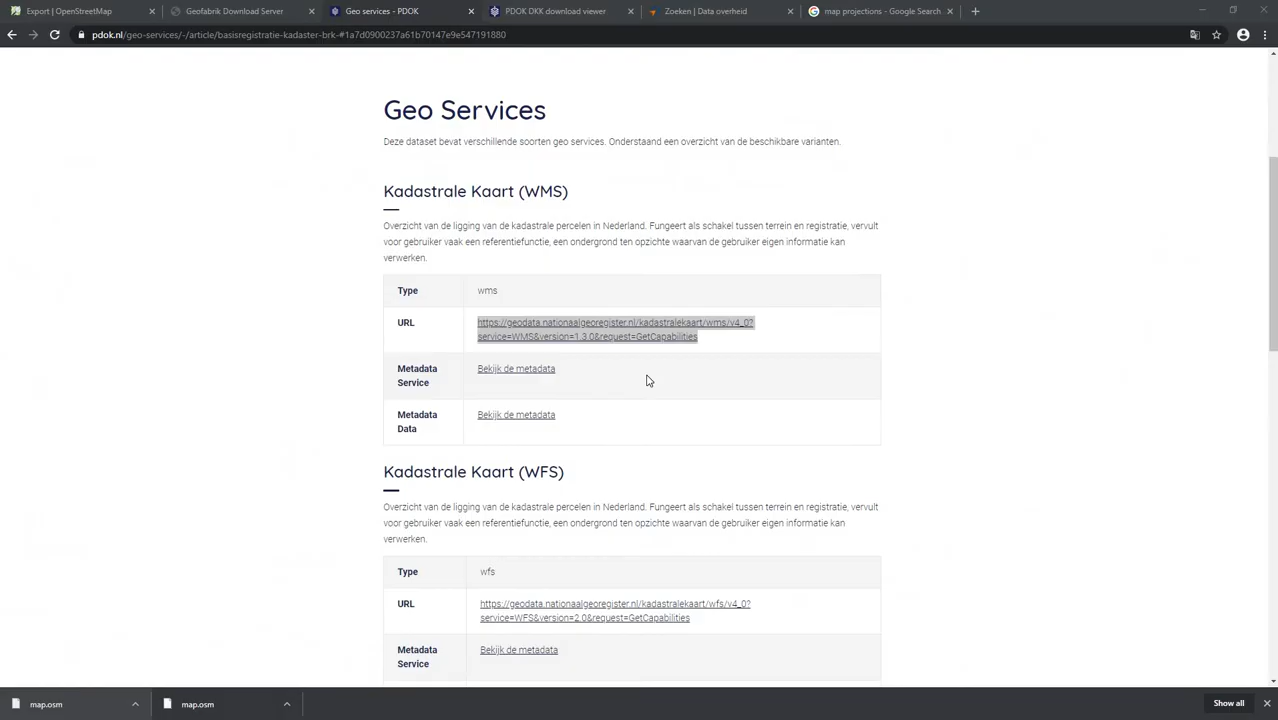 Export | OpenStreetMap
Geofabrik Download Server
Geo services - PDOK
PDOK DKK download viewer
Zoeken | Data overheid
map projections - Google Search
pdok.nl/geo-services/-/article/basisregistratie-kadaster-brk-#1a7d0900237a61b70147e9e547191880
Geo Services
Deze dataset bevat verschillende soorten geo services. Onderstaand een overzicht van de beschikbare varianten.
Kadastrale Kaart (WMS)
Overzicht van de ligging van de kadastrale percelen in Nederland. Fungeert als schakel tussen terrein en registratie, vervult
voor gebruiker vaak een referentiefunctie, een ondergrond ten opzichte waarvan de gebruiker eigen informatie kan
verwerken.
Type wms
URL https://geodata.nationaalgeoregister.nl/kadastralekaart/wms/v4_0?
service=WMS&version=1.3.0&request=GetCapabilities
Metadata Bekijk de metadata
Service
Metadata Bekijk de metadata
Data
Kadastrale Kaart (WFS)
Overzicht van de ligging van de kadastrale percelen in Nederland. Fungeert als schakel tussen terrein en registratie, vervult
voor gebruiker vaak een referentiefunctie, een ondergrond ten opzichte waarvan de gebruiker eigen informatie kan
verwerken.
Type wfs
URL https://geodata.nationaalgeoregister.nl/kadastralekaart/wfs/v4_0?
service=WFS&version=2.0&request=GetCapabilities
Metadata Bekijk de metadata
Service
map.osm
map.osm
Show all